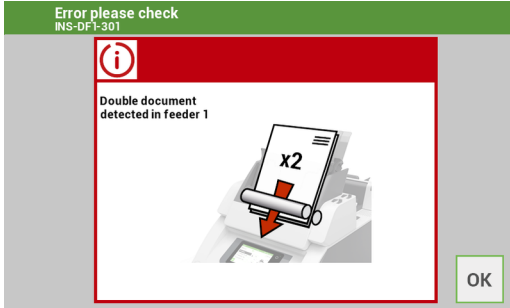 Error please check
INS-DF1-301
Double document
detected in feeder 1
x2
OK